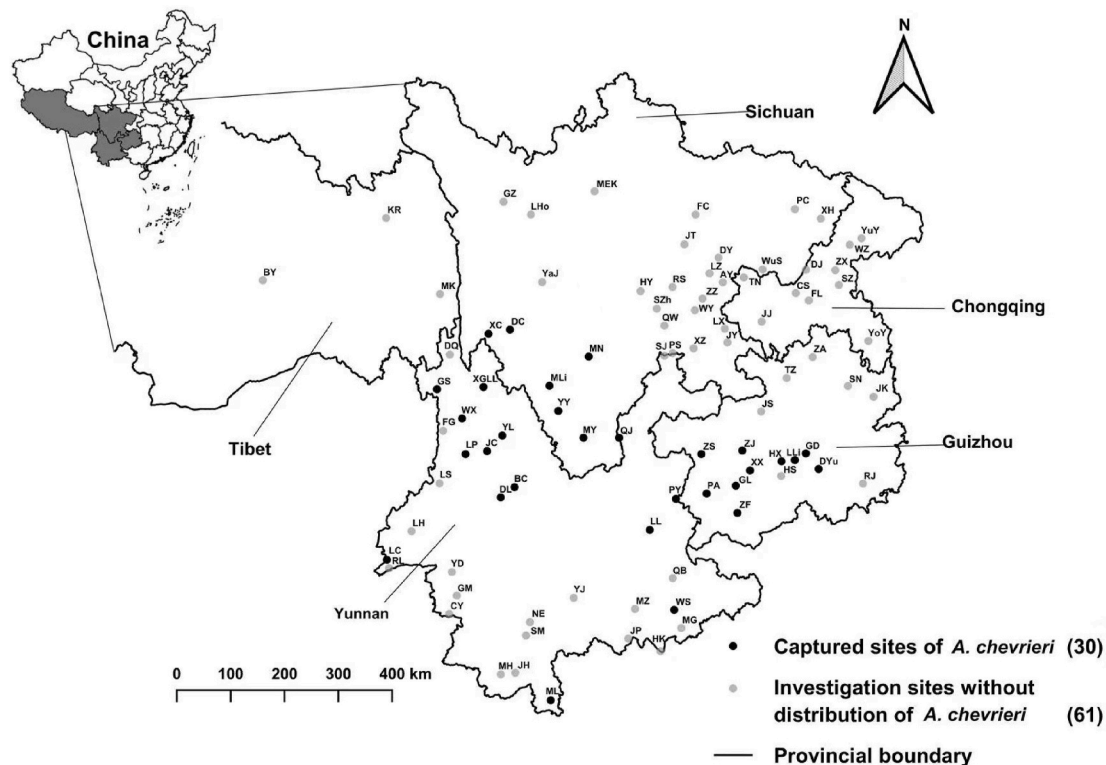 China
N
Sichuan
MEK
GZ
LHo
PC
XH
FC
KR
YuY
WZ
JT
DY
LZ
AY
WuS
DJ
ZX
BY
YaJ
TN
SZ
HY
RS
CS
MK
ZZ
FL
SZh
WY
Chongqing
QW
LX
JJ
XC
DC
JY
YoY
DQ
MN
SJ
PS
XZ
ZA
TZ
GS
XGLL
MLi
SN
JK
YY
JS
WX
FG
YL
MY
QJ
Guizhou
Tibet
LP
JC
ZS
ZJ
HX
LLi
GD
XX
DYu
HS
LS
BC
GL
RJ
DL
PY
PA
ZF
LH
LL
LC
RL
YD
QB
GM
YJ
Yunnan
CY
MZ
WS
NE
MG
SM
JP
HK
Captured sites of A. chevrieri (30)
MH
JH
0 100 200 300 400 km
ML
Investigation sites without
distribution of A. chevrieri (61)
Provincial boundary